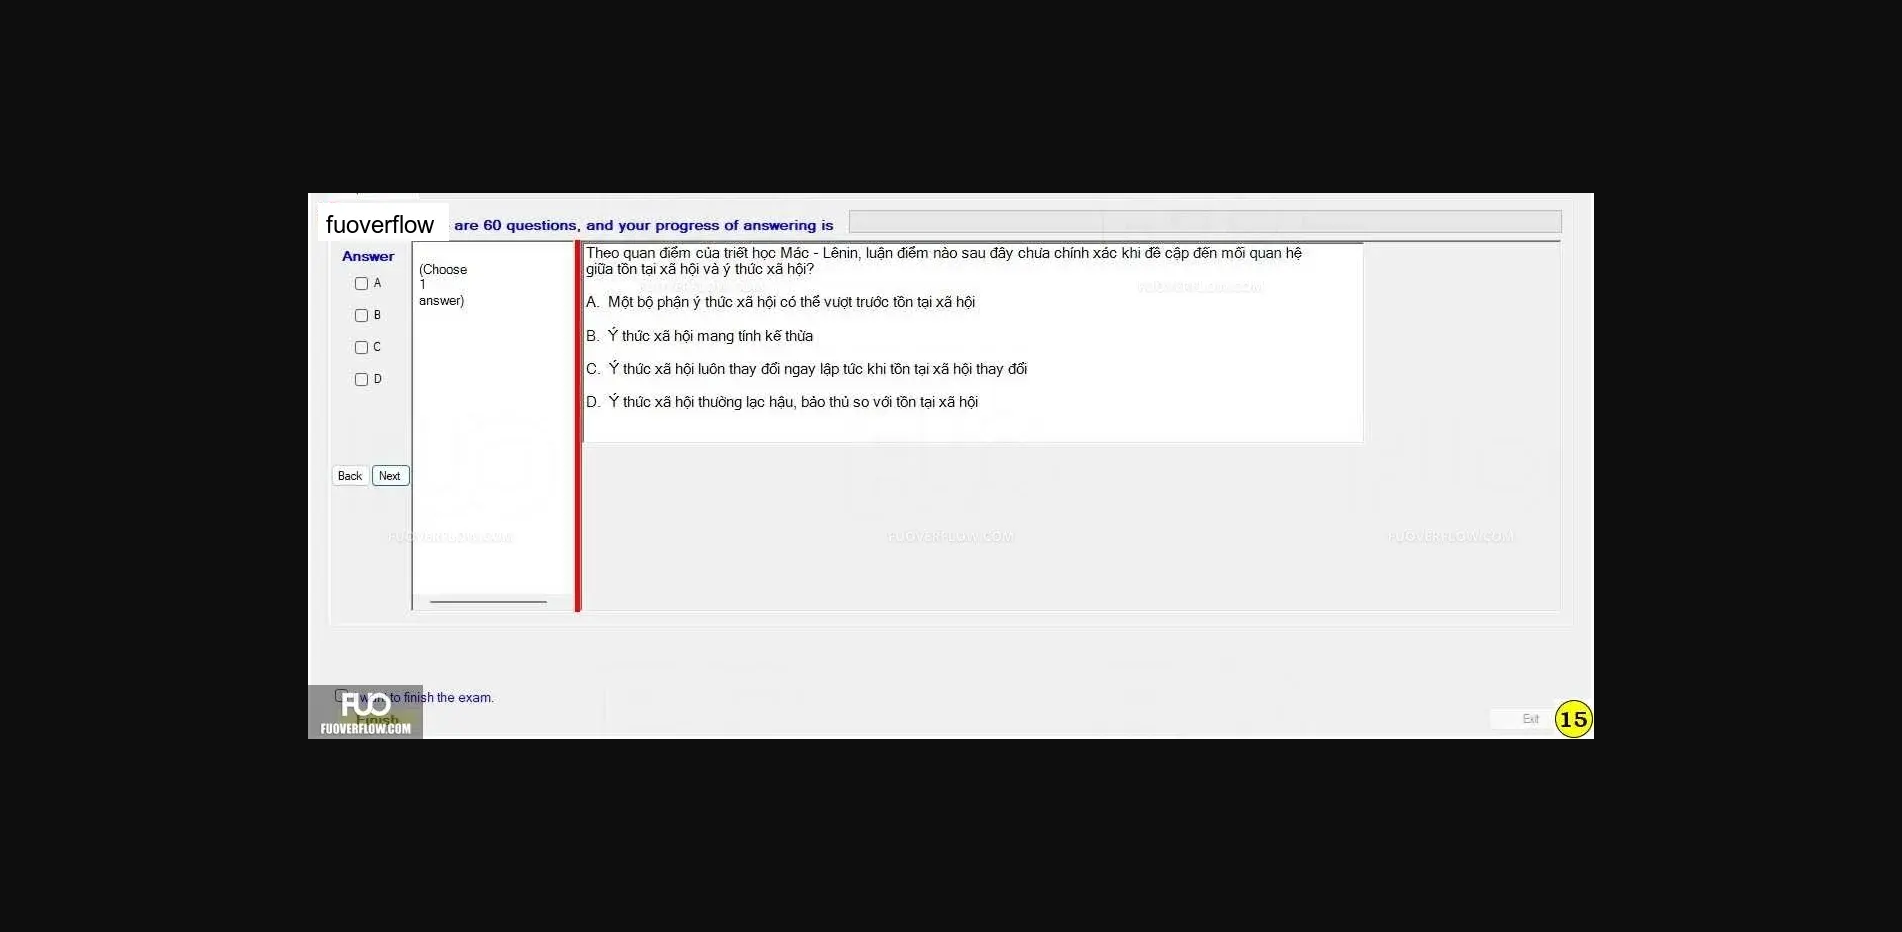 fuoverflow are 60 questions, and your progress of answering is
Answer
A
B
C
D
Back Next
(Choose
1
answer)
Theo quan điểm của triết học Mác - Lênin, luận điểm nào sau đây chưa chính xác khi đề cập đến mối quan hệ
giữa tồn tại xã hội và ý thức xã hội?
A. Một bộ phận ý thức xã hội có thể vượt trước tồn tại xã hội
B. Ý thức xã hội mang tính kế thừa
C. Ý thức xã hội luôn thay đổi ngay lập tức khi tồn tại xã hội thay đổi
D. Ý thức xã hội thường lạc hậu, bảo thủ so với tồn tại xã hội
FUOVERFLOW.COM
FUOVERFLOW.COM
FUOVERFLOW.COM
FUOVERFLOW.COM
want to finish the exam.
FUO
Finish
FUOVERFLOW.COM
Exit
15